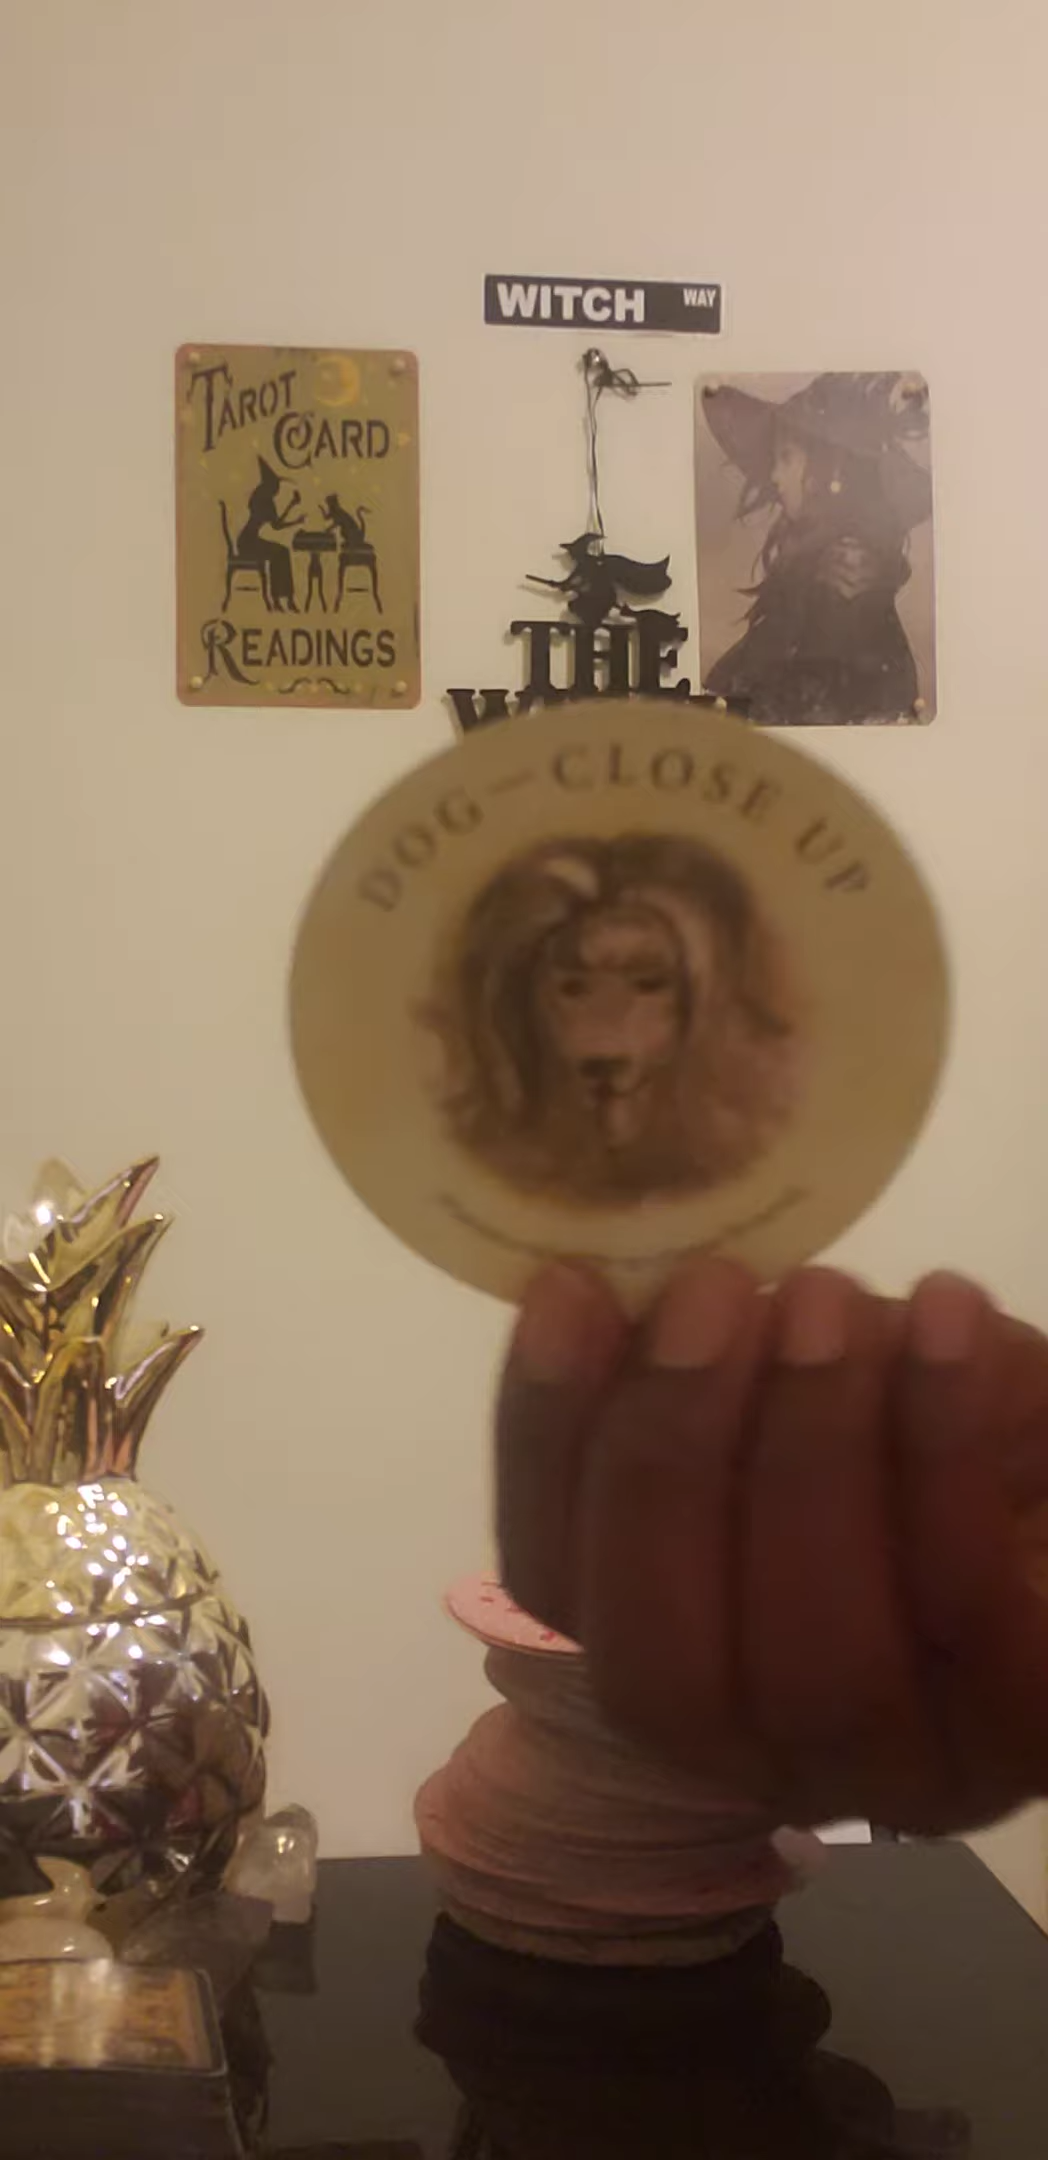 WITCH WAY
TAROT
CARD
READINGS
THE
DOG—CLOSE UP